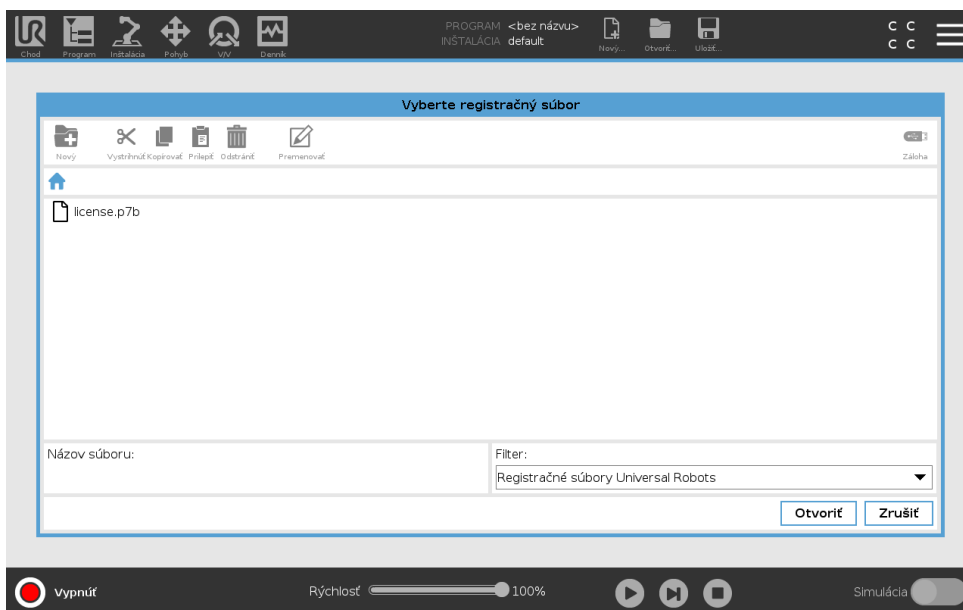 PROGRAM <bez názvu>
INŠTALÁCIA default
Chod
Program
Inštalácia
Pohyb
V/V
Denník
Nový...
Otvoriť...
Uložiť...
C C
C C
Vyberte registračný súbor
Nový
Vystrihnúť
Kopírovať
Prilepiť
Odstrániť
Premenovať
Záloha
license.p7b
Názov súboru:
Filter:
Registračné súbory Universal Robots
Otvoriť
Zrušiť
Vypnúť
Rýchlosť
100%
Simulácia